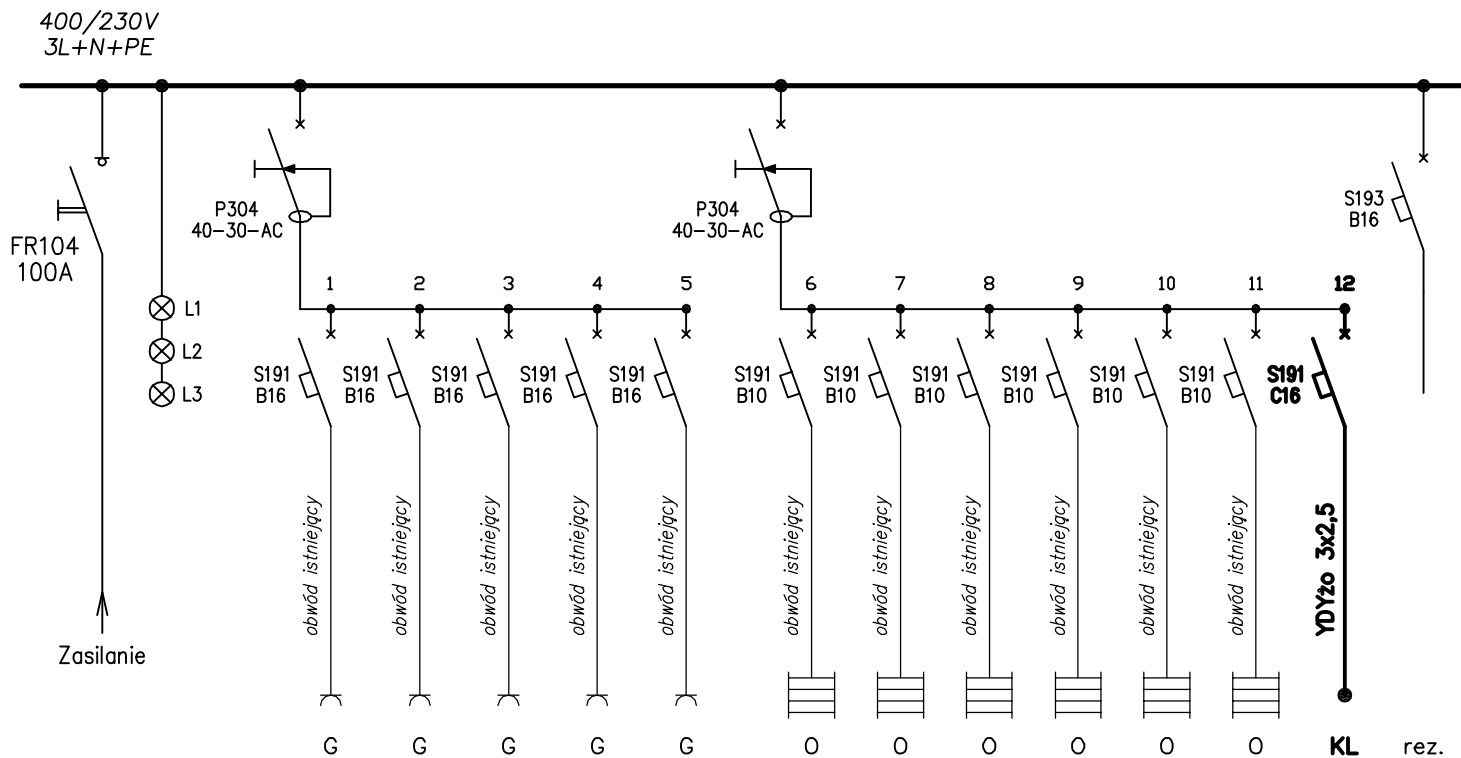 400/230V
3L+N+PE
FR104
100A
Zasilanie
L1
L2
L3
P304
40-30-AC
P304
40-30-AC
S193
B16
1 2 3 4 5 6 7 8 9 10 11 12
S191
B16
S191
B16
S191
B16
S191
B16
S191
B16
S191
B10
S191
B10
S191
B10
S191
B10
S191
B10
S191
B10
S191
C16
obwód istniejący
obwód istniejący
obwód istniejący
obwód istniejący
obwód istniejący
obwód istniejący
obwód istniejący
obwód istniejący
obwód istniejący
obwód istniejący
obwód istniejący
YDYżo 3x2,5
G G G G G O O O O O O KL rez.